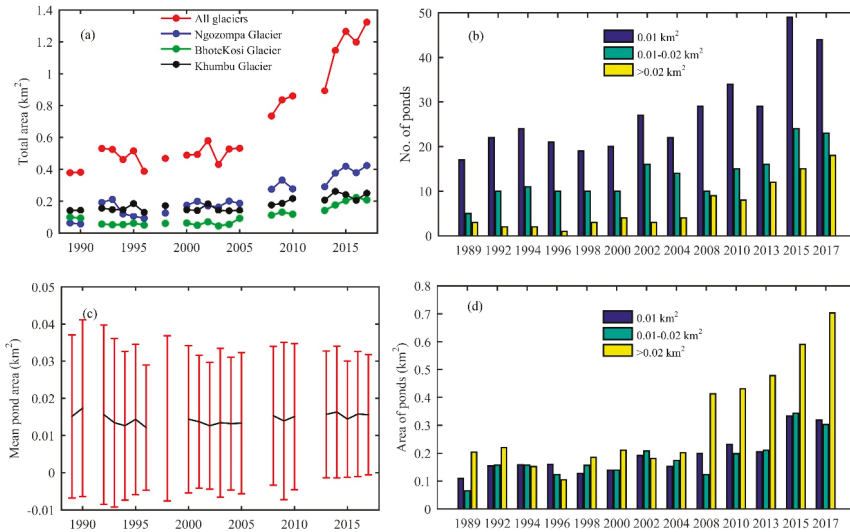 (a)
All glaciers
Ngozompa Glacier
BhoteKosi Glacier
Khumbu Glacier
Total area (km²)
1.4
1.2
1
0.8
0.6
0.4
0.2
0
1990 1995 2000 2005 2010 2015
(b)
0.01 km²
0.01-0.02 km²
>0.02 km²
No. of ponds
50
40
30
20
10
0
1989 1992 1994 1996 1998 2000 2002 2004 2008 2010 2013 2015 2017
(c)
Mean pond area (km²)
0.05
0.04
0.03
0.02
0.01
0
-0.01
1990 1995 2000 2005 2010 2015
(d)
0.01 km²
0.01-0.02 km²
>0.02 km²
Area of ponds (km²)
0.8
0.7
0.6
0.5
0.4
0.3
0.2
0.1
0
1989 1992 1994 1996 1998 2000 2002 2004 2008 2010 2013 2015 2017